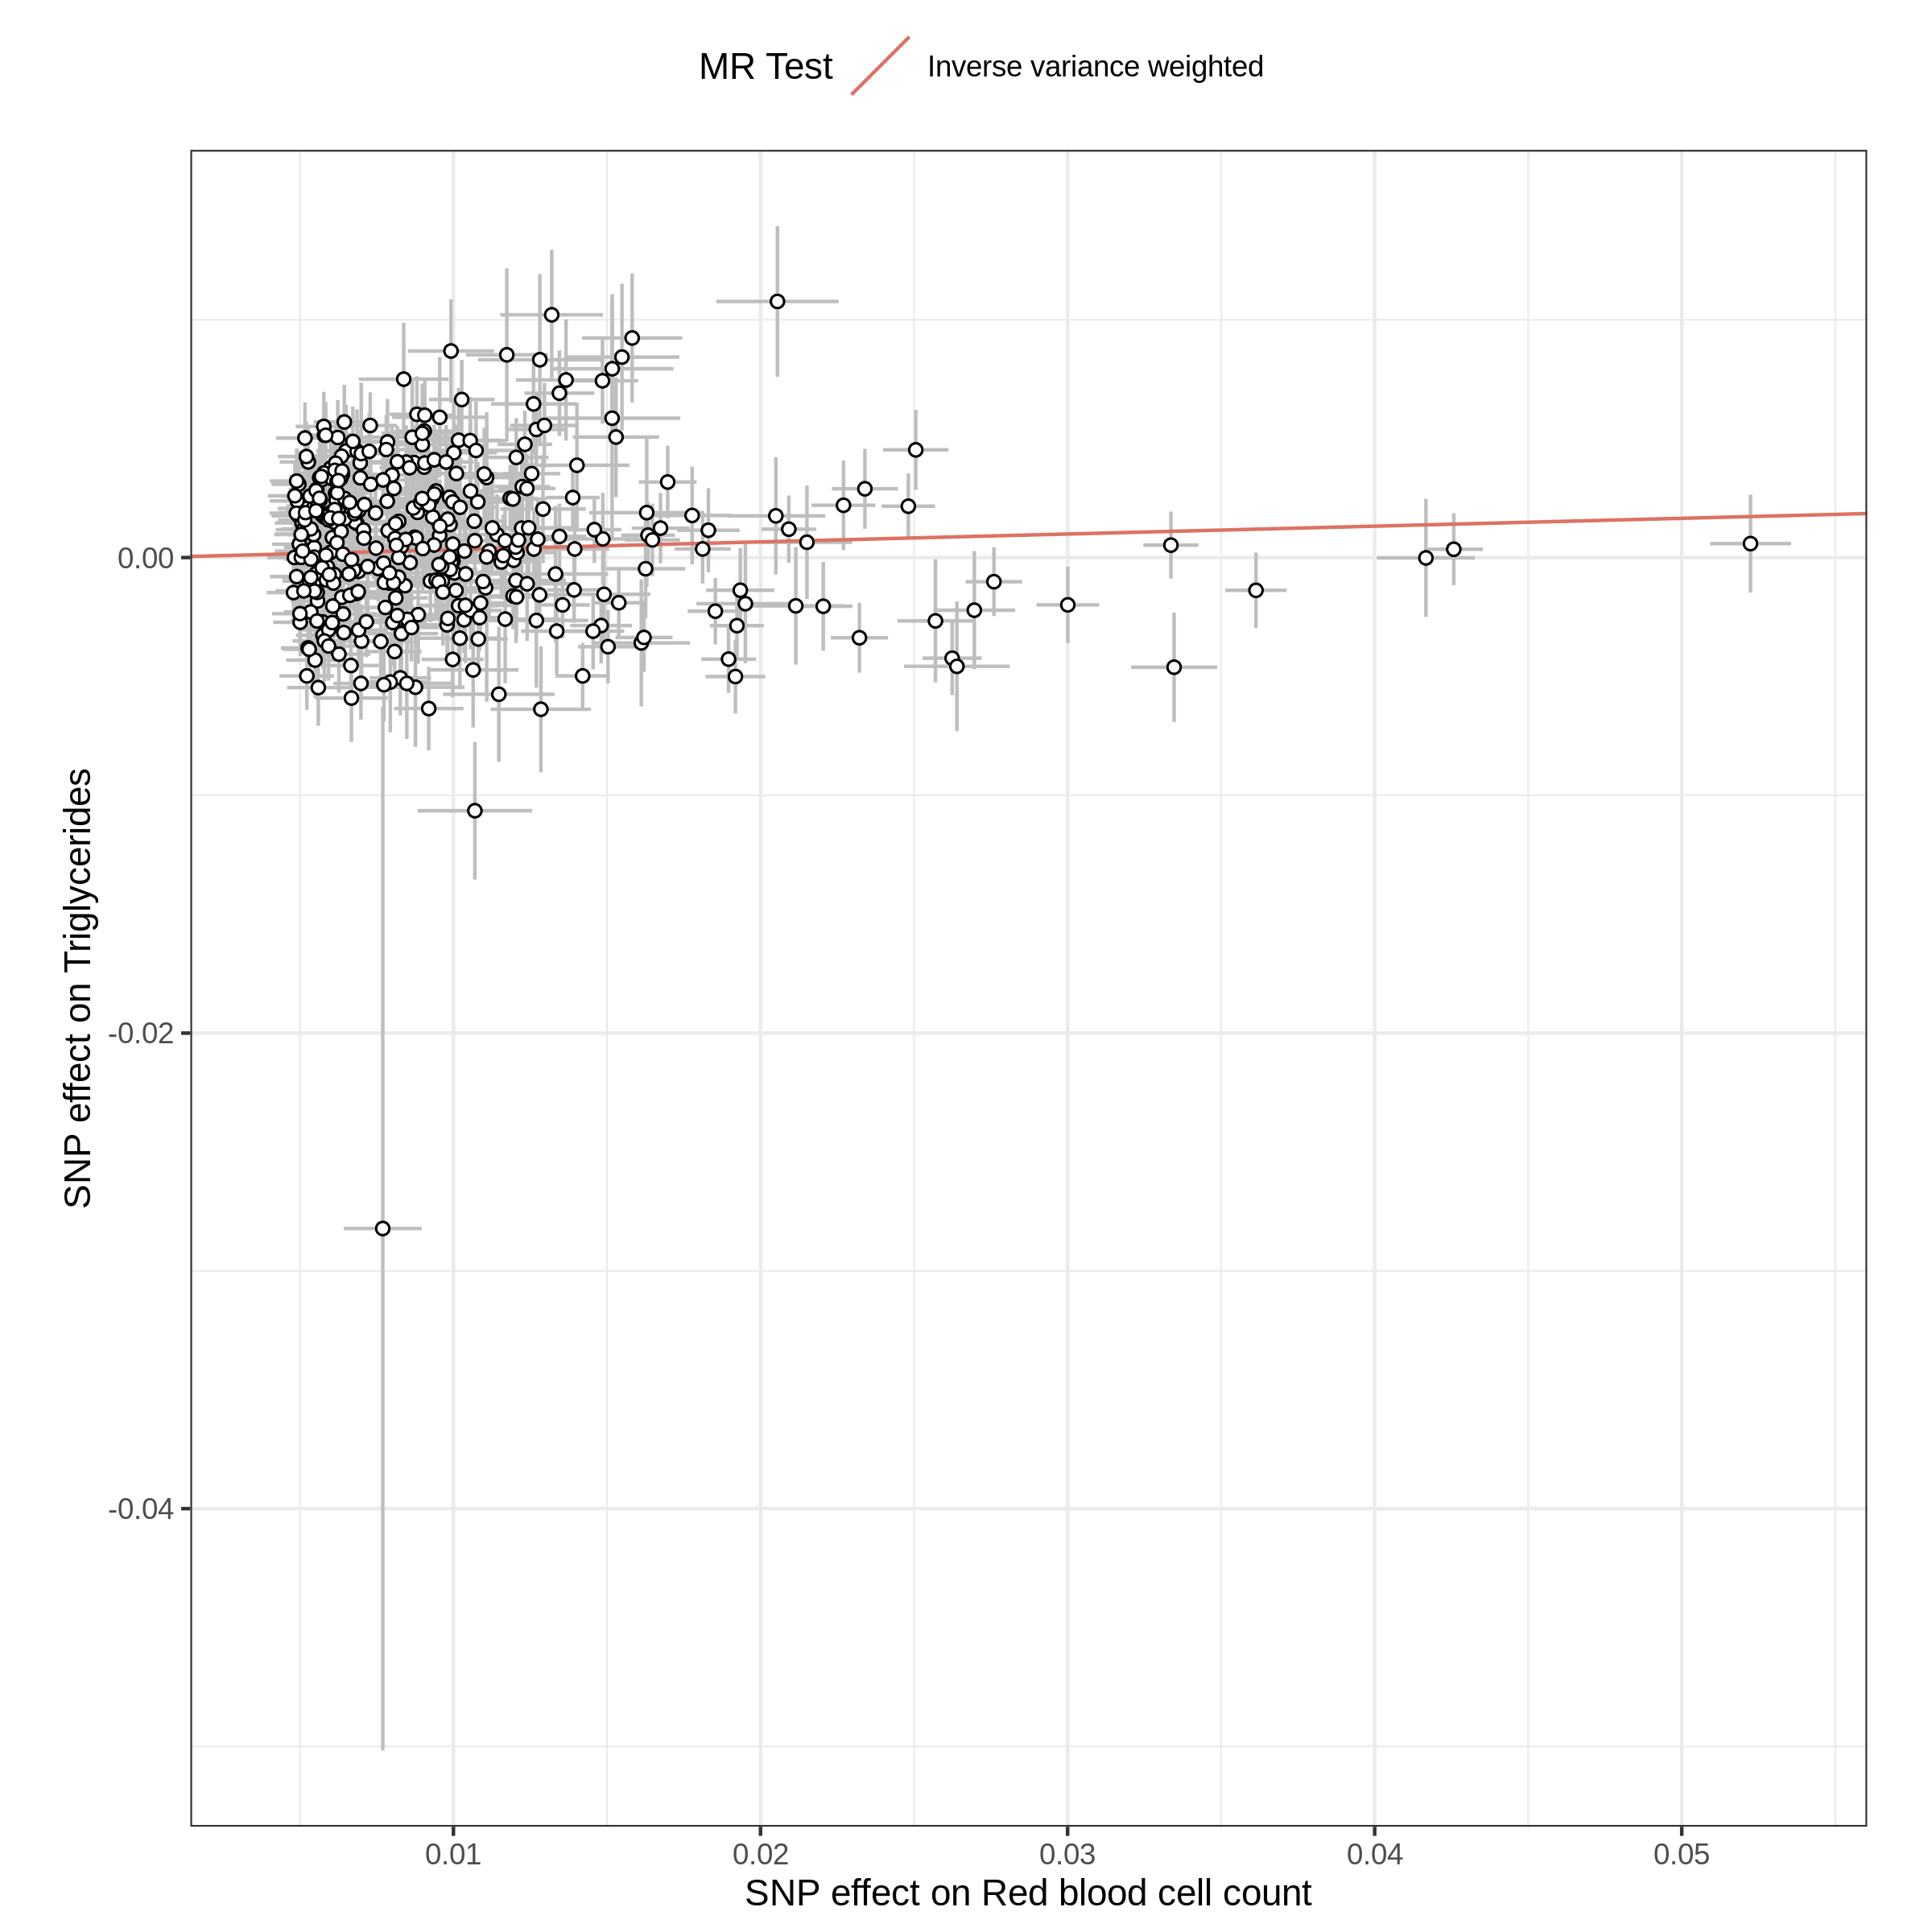 MR Test
Inverse variance weighted
SNP effect on Triglycerides
0.00
-0.02
-0.04
0.01
0.02
0.03
0.04
0.05
SNP effect on Red blood cell count